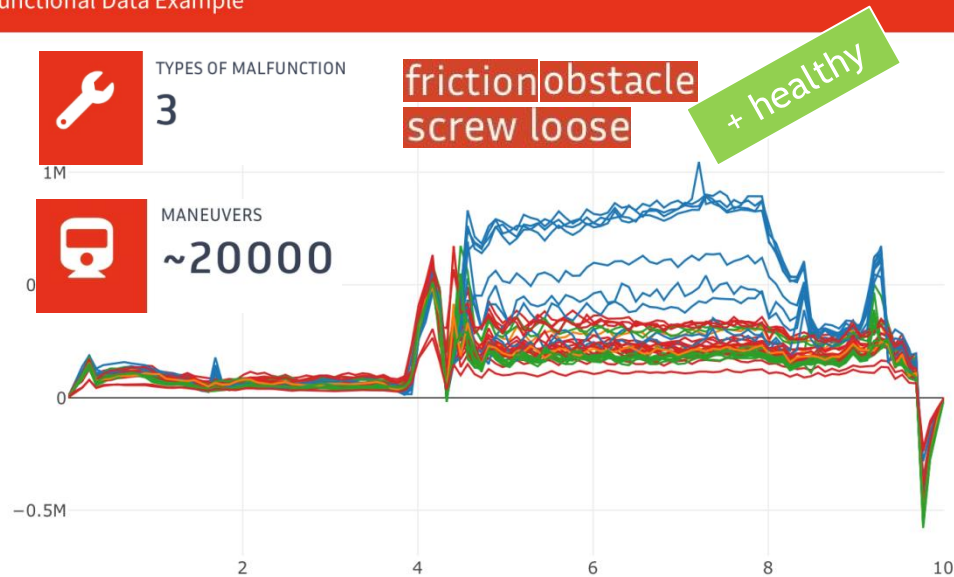 unctional Data Example
TYPES OF MALFUNCTION
3
friction obstacle
screw loose
+ healthy
1M
MANEUVERS
~20000
0
0
−0.5M
2 4 6 8 10